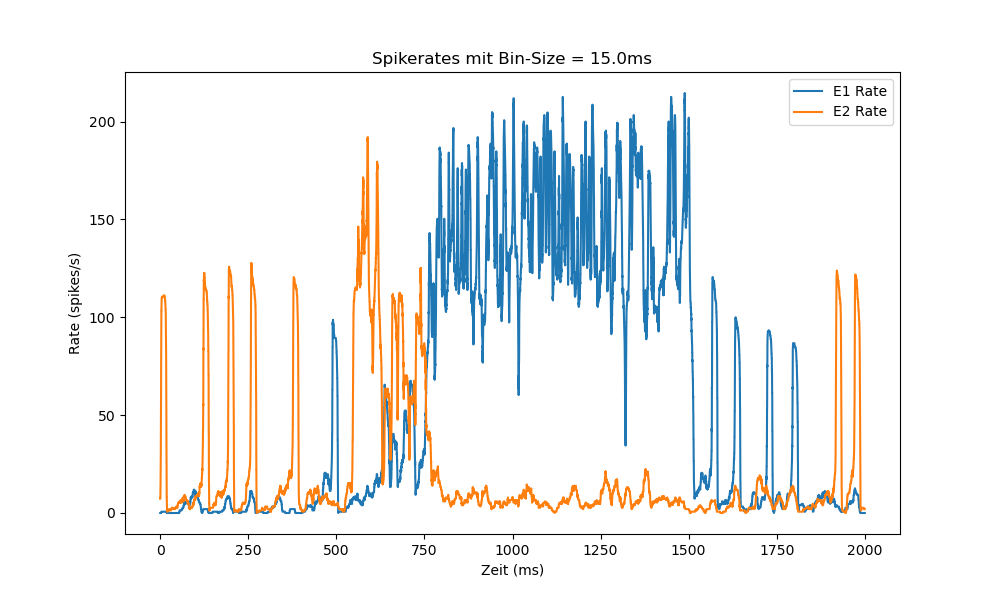 Spikerates mit Bin-Size = 15.0ms
E1 Rate
E2 Rate
200
150
100
50
0
Rate (spikes/s)
0 250 500 750 1000 1250 1500 1750 2000
Zeit (ms)